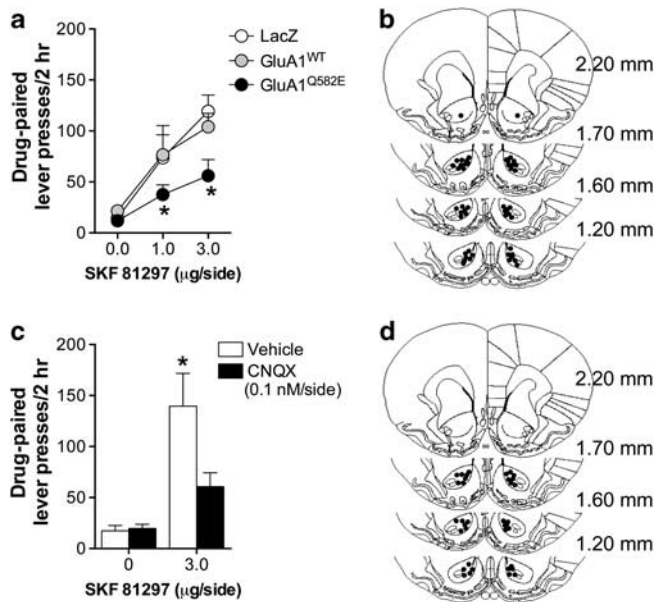 a
Drug-paired
lever presses/2 hr
200
150
100
50
0
0.0 1.0 3.0
SKF 81297 (μg/side)
LacZ
GluA1WT
GluA1Q582E
*
*
b
2.20 mm
1.70 mm
1.60 mm
1.20 mm
c
Drug-paired
lever presses/2 hr
200
150
100
50
0
0 3.0
SKF 81297 (μg/side)
*
Vehicle
CNQX
(0.1 nM/side)
d
2.20 mm
1.70 mm
1.60 mm
1.20 mm